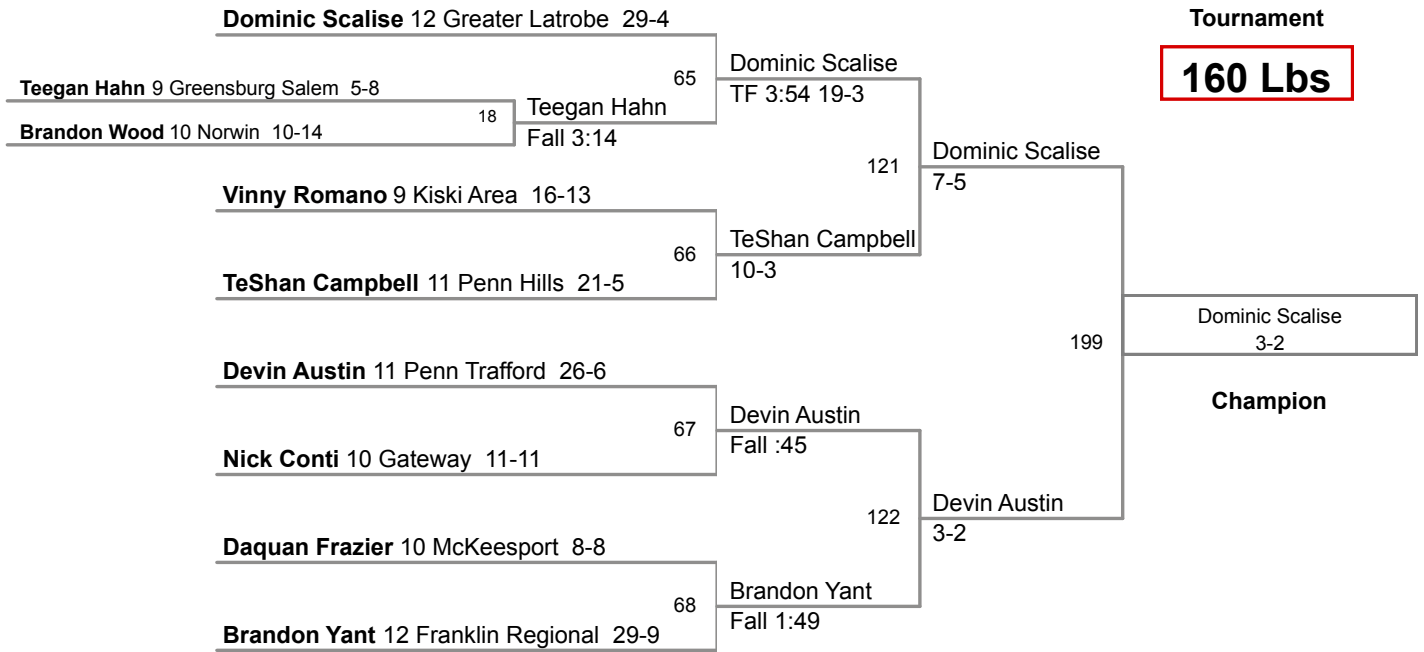 Dominic Scalise 12 Greater Latrobe 29-4
Tournament
160 Lbs
65
Dominic Scalise
TF 3:54 19-3
Teegan Hahn 9 Greensburg Salem 5-8
18
Teegan Hahn
Fall 3:14
Brandon Wood 10 Norwin 10-14
121
Dominic Scalise
7-5
Vinny Romano 9 Kiski Area 16-13
66
TeShan Campbell
10-3
TeShan Campbell 11 Penn Hills 21-5
199
Dominic Scalise
3-2
Champion
Devin Austin 11 Penn Trafford 26-6
67
Devin Austin
Fall :45
Nick Conti 10 Gateway 11-11
122
Devin Austin
3-2
Daquan Frazier 10 McKeesport 8-8
68
Brandon Yant
Fall 1:49
Brandon Yant 12 Franklin Regional 29-9